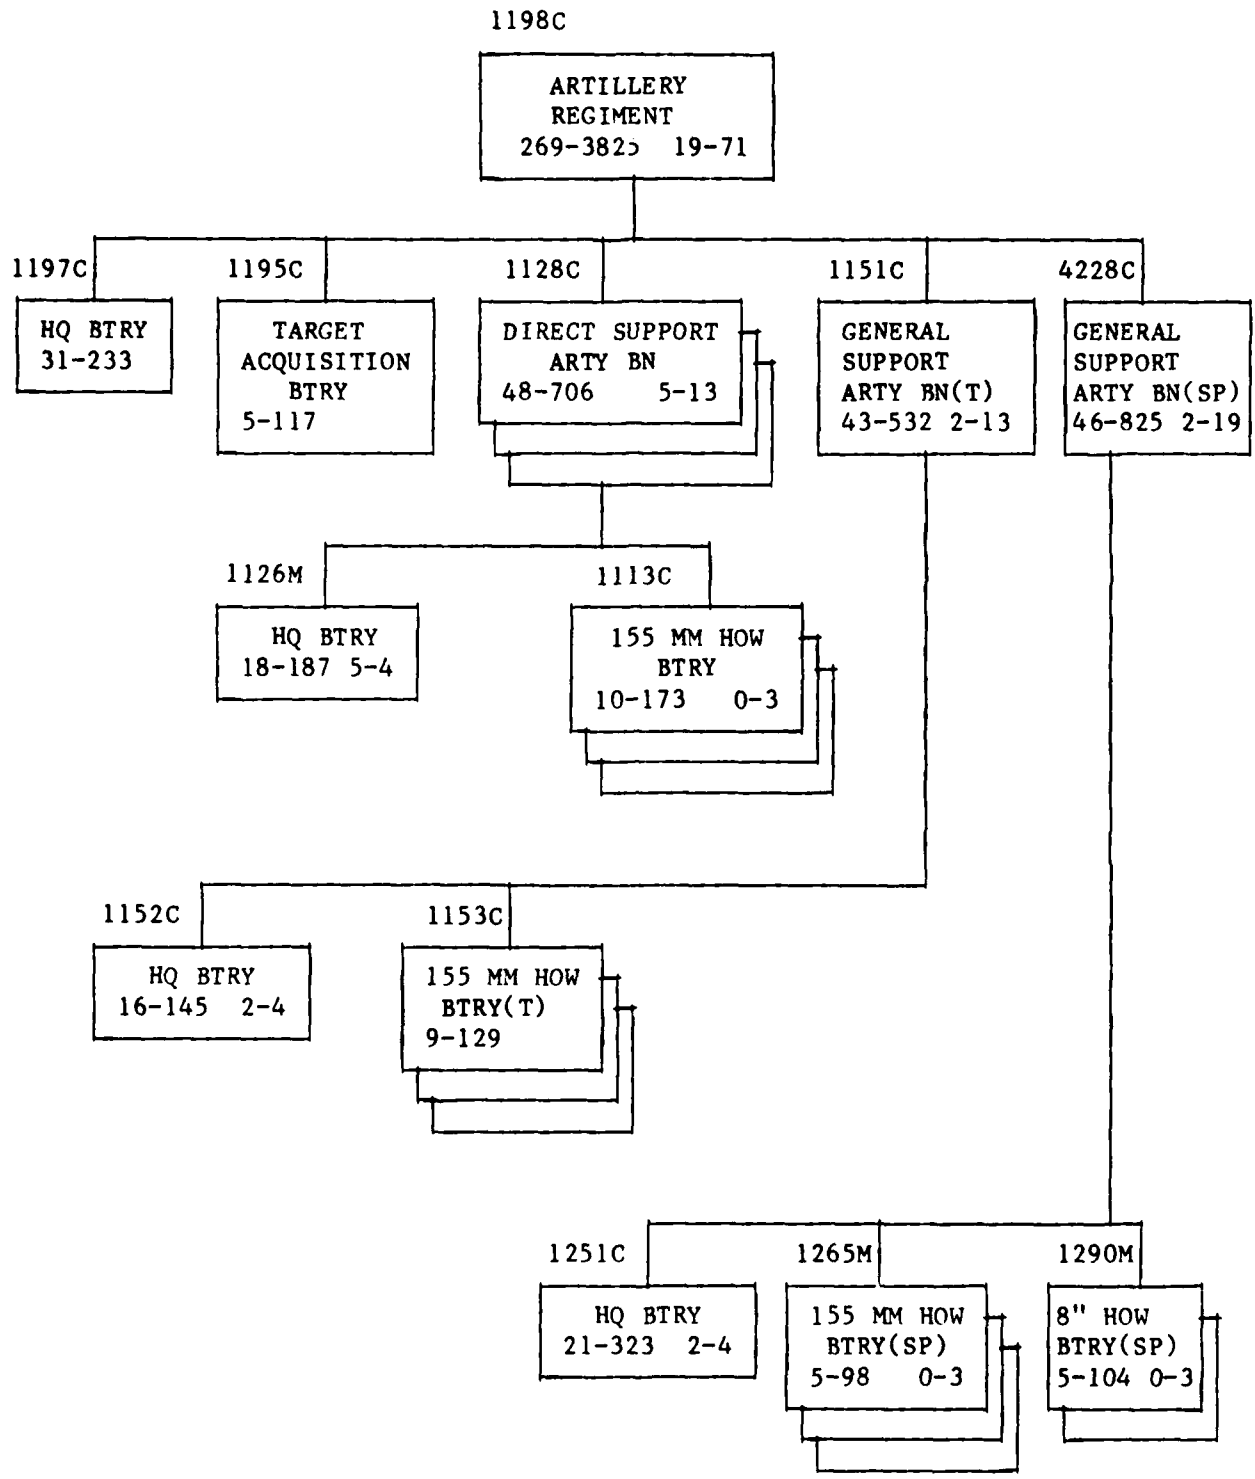 1198C
ARTILLERY
REGIMENT
269-3825 19-71
1197C
HQ BTRY
31-233
1195C
TARGET
ACQUISITION
BTRY
5-117
1128C
DIRECT SUPPORT
ARTY BN
48-706 5-13
1151C
GENERAL
SUPPORT
ARTY BN(T)
43-532 2-13
4228C
GENERAL
SUPPORT
ARTY BN(SP)
46-825 2-19
1126M
HQ BTRY
18-187 5-4
1113C
155 MM HOW
BTRY
10-173 0-3
1152C
HQ BTRY
16-145 2-4
1153C
155 MM HOW
BTRY(T)
9-129
1251C
HQ BTRY
21-323 2-4
1265M
155 MM HOW
BTRY(SP)
5-98 0-3
1290M
8" HOW
BTRY(SP)
5-104 0-3